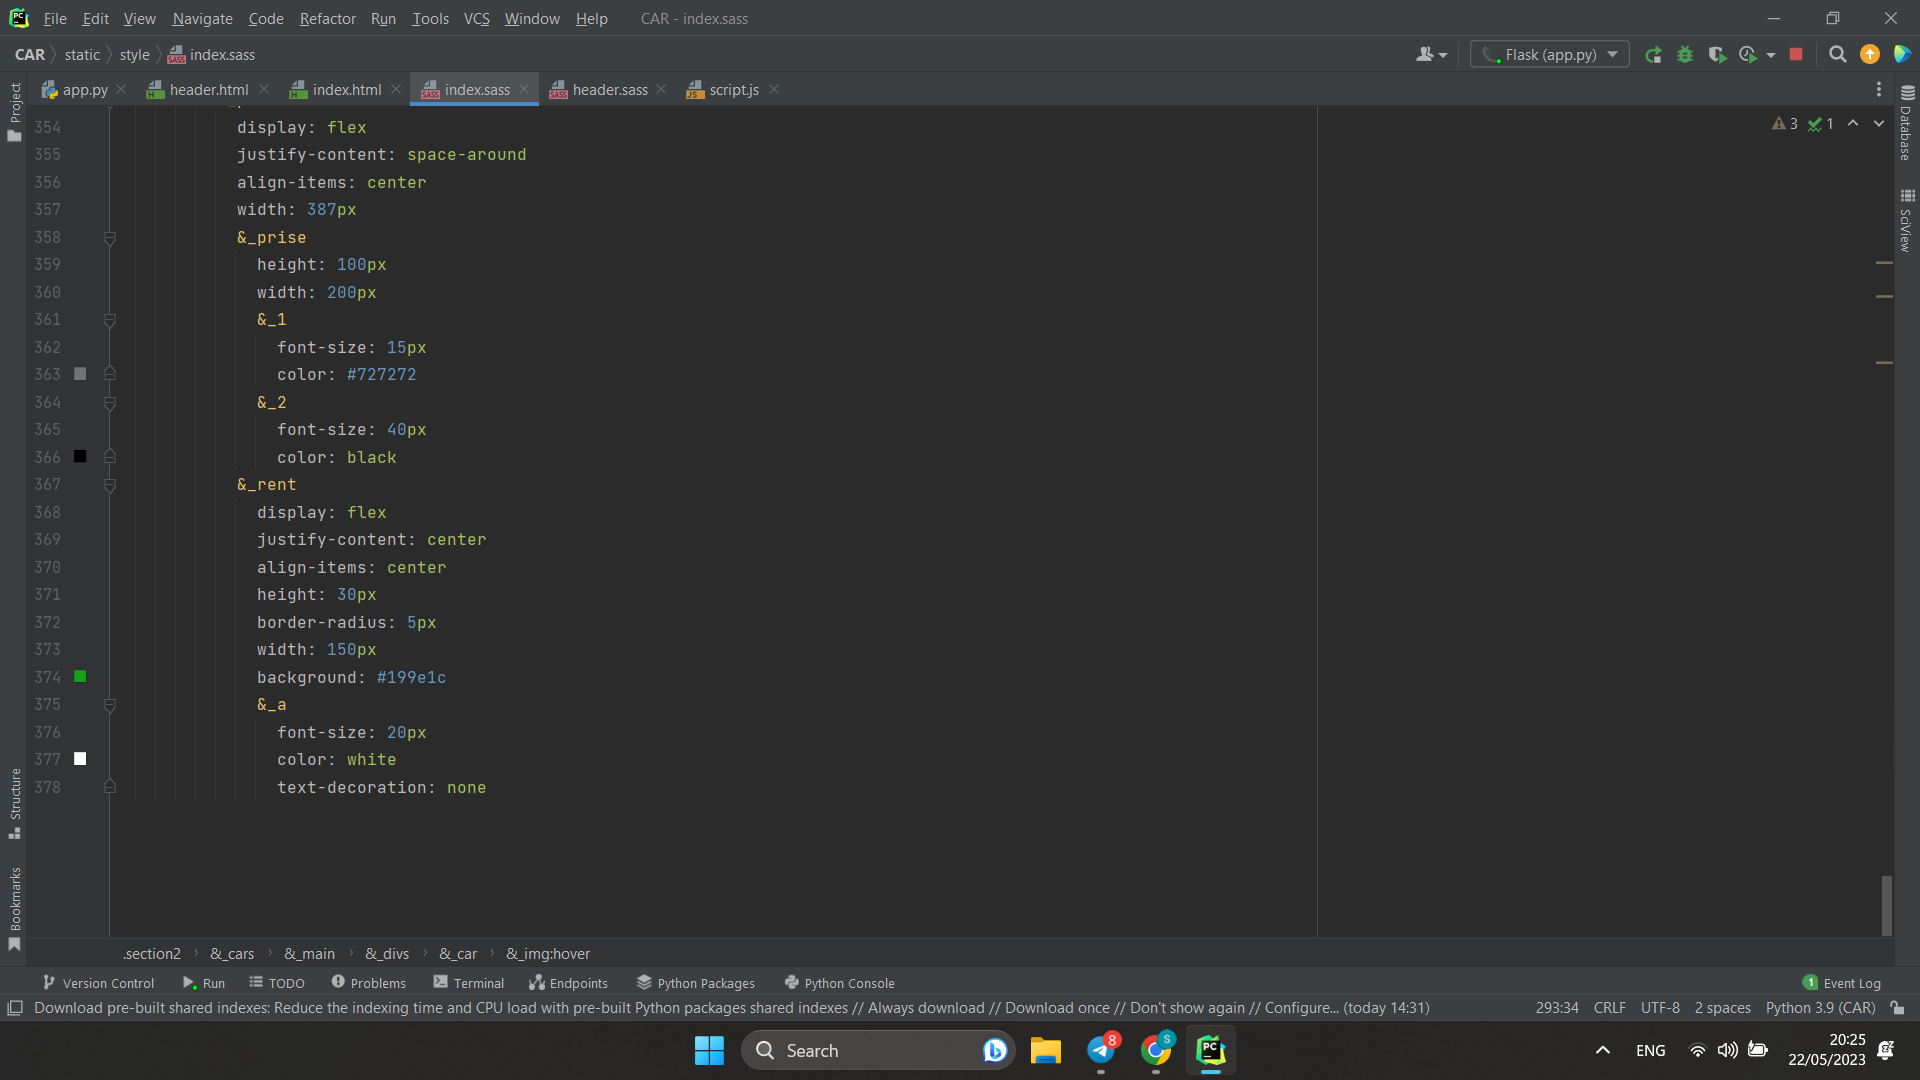 File Edit View Navigate Code Refactor Run Tools VCS Window Help CAR - index.sass
CAR static style index.sass Flask (app.py)
app.py header.html index.html index.sass header.sass script.js
Project
Database
SciView
3 1
354 display: flex
355 justify-content: space-around
356 align-items: center
357 width: 387px
358 &_prise
359 height: 100px
360 width: 200px
361 &_1
362 font-size: 15px
363 color: #727272
364 &_2
365 font-size: 40px
366 color: black
367 &_rent
368 display: flex
369 justify-content: center
370 align-items: center
371 height: 30px
372 border-radius: 5px
373 width: 150px
374 background: #199e1c
375 &_a
376 font-size: 20px
377 color: white
378 text-decoration: none
Structure
Bookmarks
.section2 &_cars &_main &_divs &_car &_img:hover
Version Control Run TODO Problems Terminal Endpoints Python Packages Python Console 1 Event Log
Download pre-built shared indexes: Reduce the indexing time and CPU load with pre-built Python packages shared indexes // Always download // Download once // Don't show again // Configure... (today 14:31) 293:34 CRLF UTF-8 2 spaces Python 3.9 (CAR)
Search 8 S PC ENG 20:25
22/05/2023